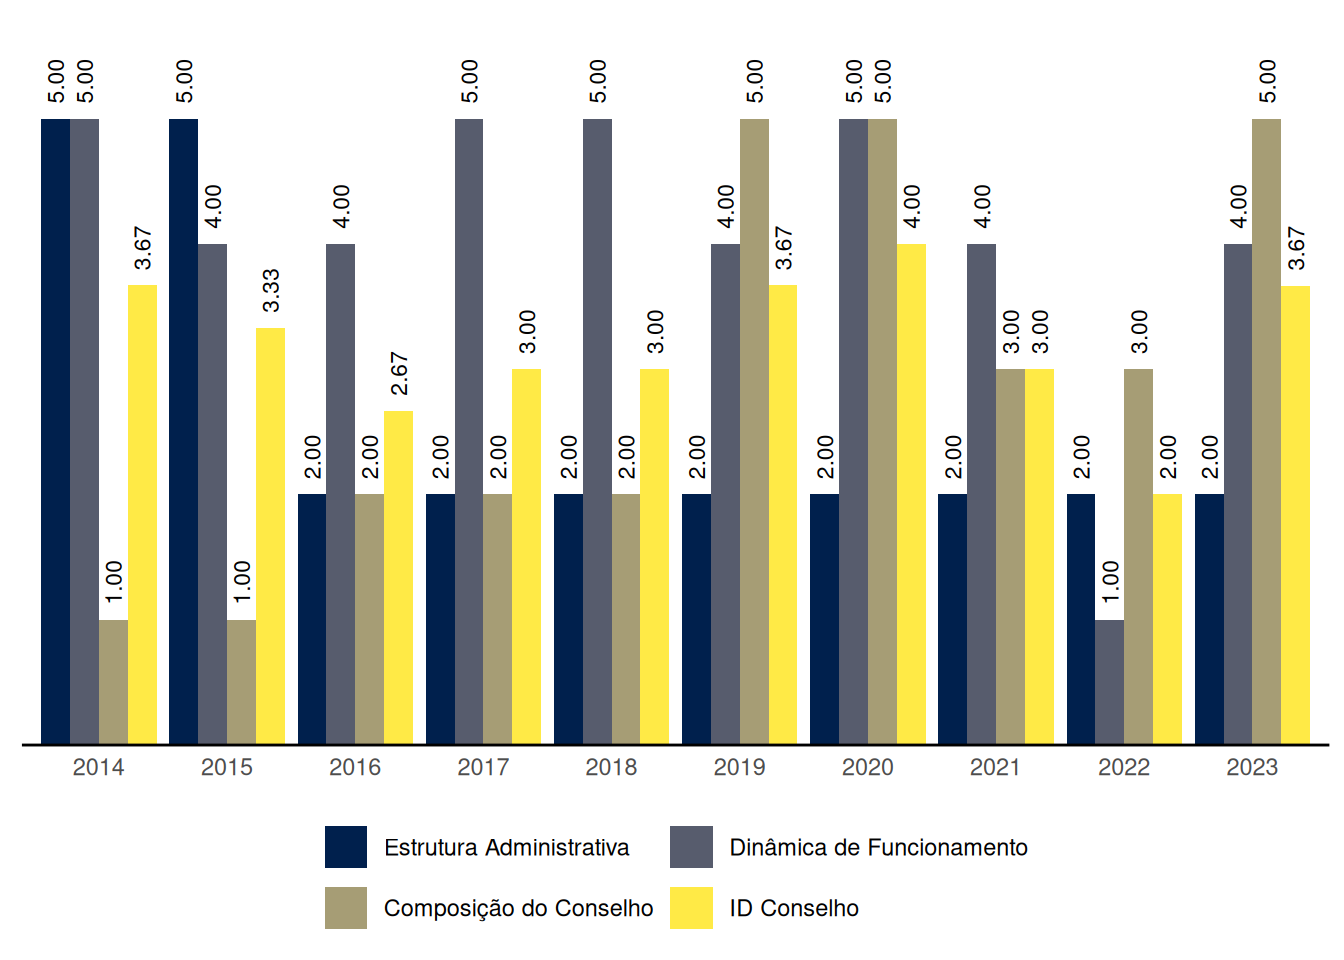 5.00 5.00 1.00 3.67
5.00 4.00 1.00 3.33
2.00 4.00 2.00 2.67
2.00 5.00 2.00 3.00
2.00 5.00 2.00 3.00
2.00 4.00 5.00 3.67
2.00 5.00 5.00 4.00
2.00 4.00 3.00 3.00
2.00 1.00 3.00 2.00
2.00 4.00 5.00 3.67
2014 2015 2016 2017 2018 2019 2020 2021 2022 2023
Estrutura Administrativa Dinâmica de Funcionamento
Composição do Conselho ID Conselho